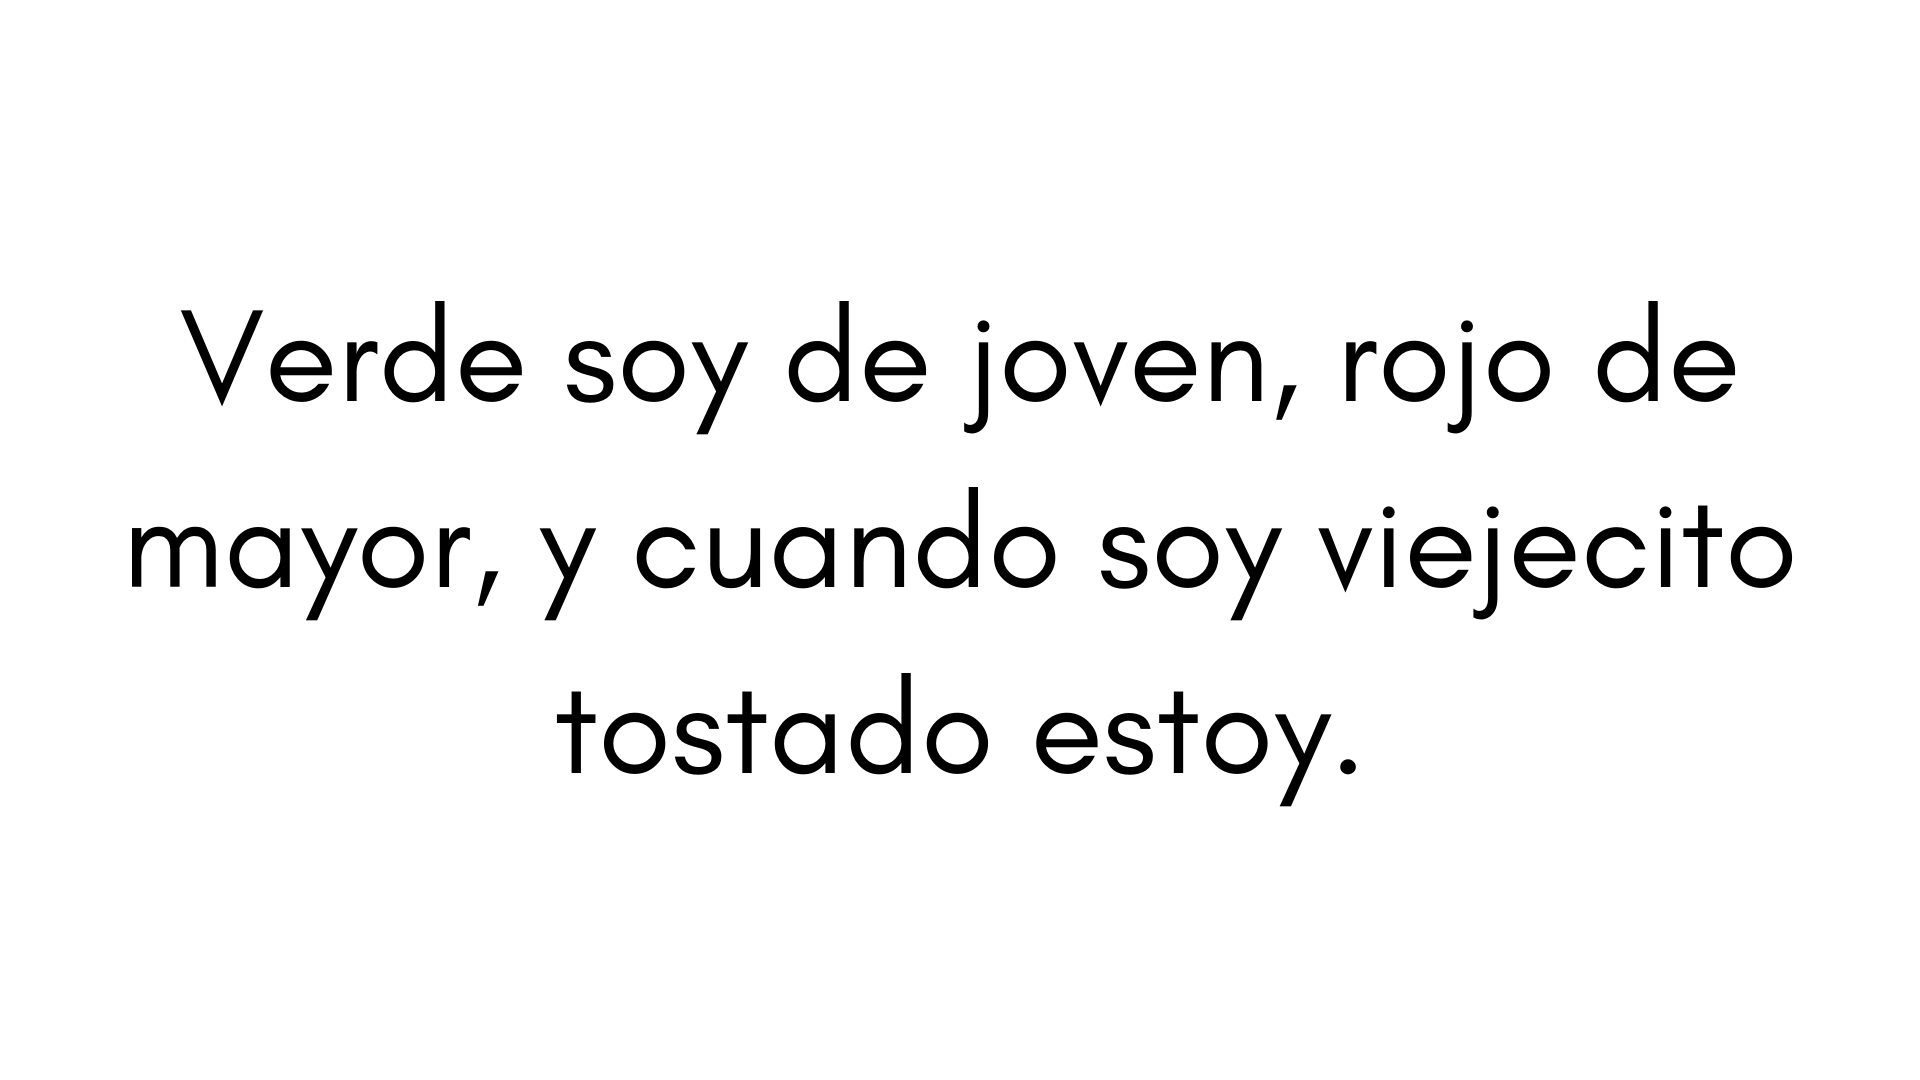 Verde soy de joven, rojo de
mayor, y cuando soy viejecito
tostado estoy.